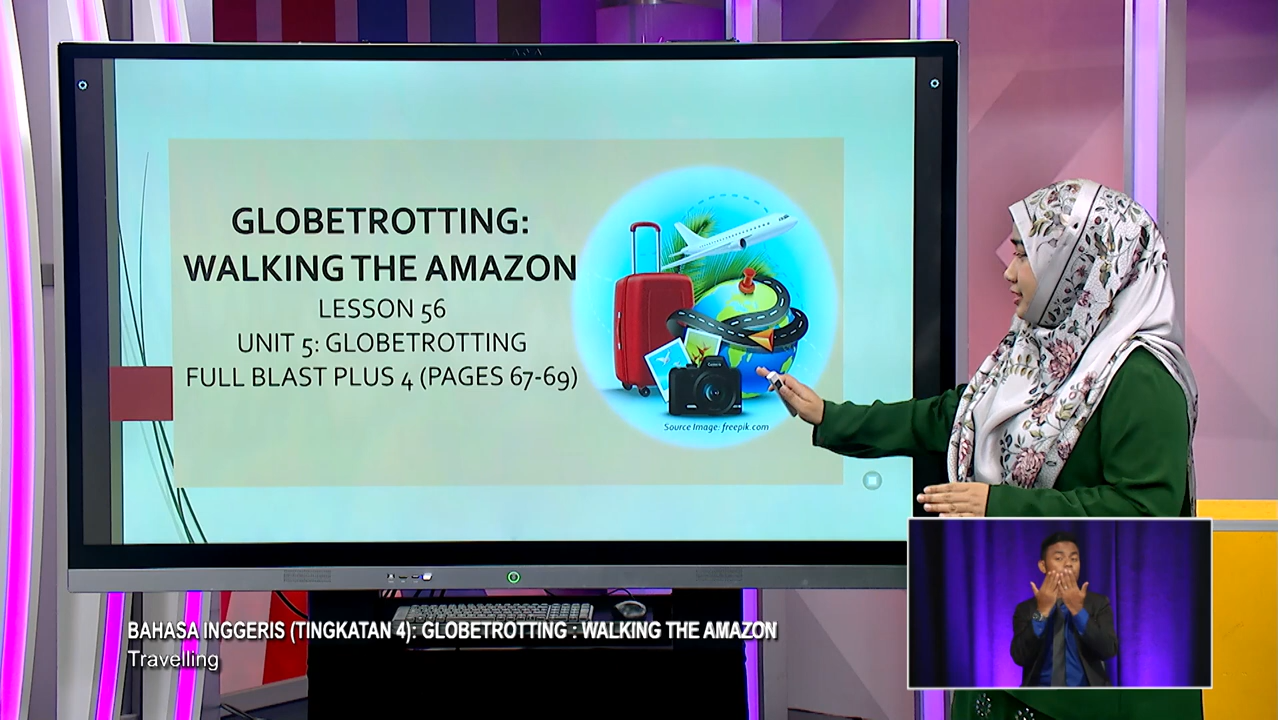 GLOBETROTTING:
WALKING THE AMAZON
LESSON 56
UNIT 5: GLOBETROTTING
FULL BLAST PLUS 4 (PAGES 67-69)
Source Image: freepik.com
BAHASA INGGERIS (TINGKATAN 4): GLOBETROTTING : WALKING THE AMAZON
Travelling